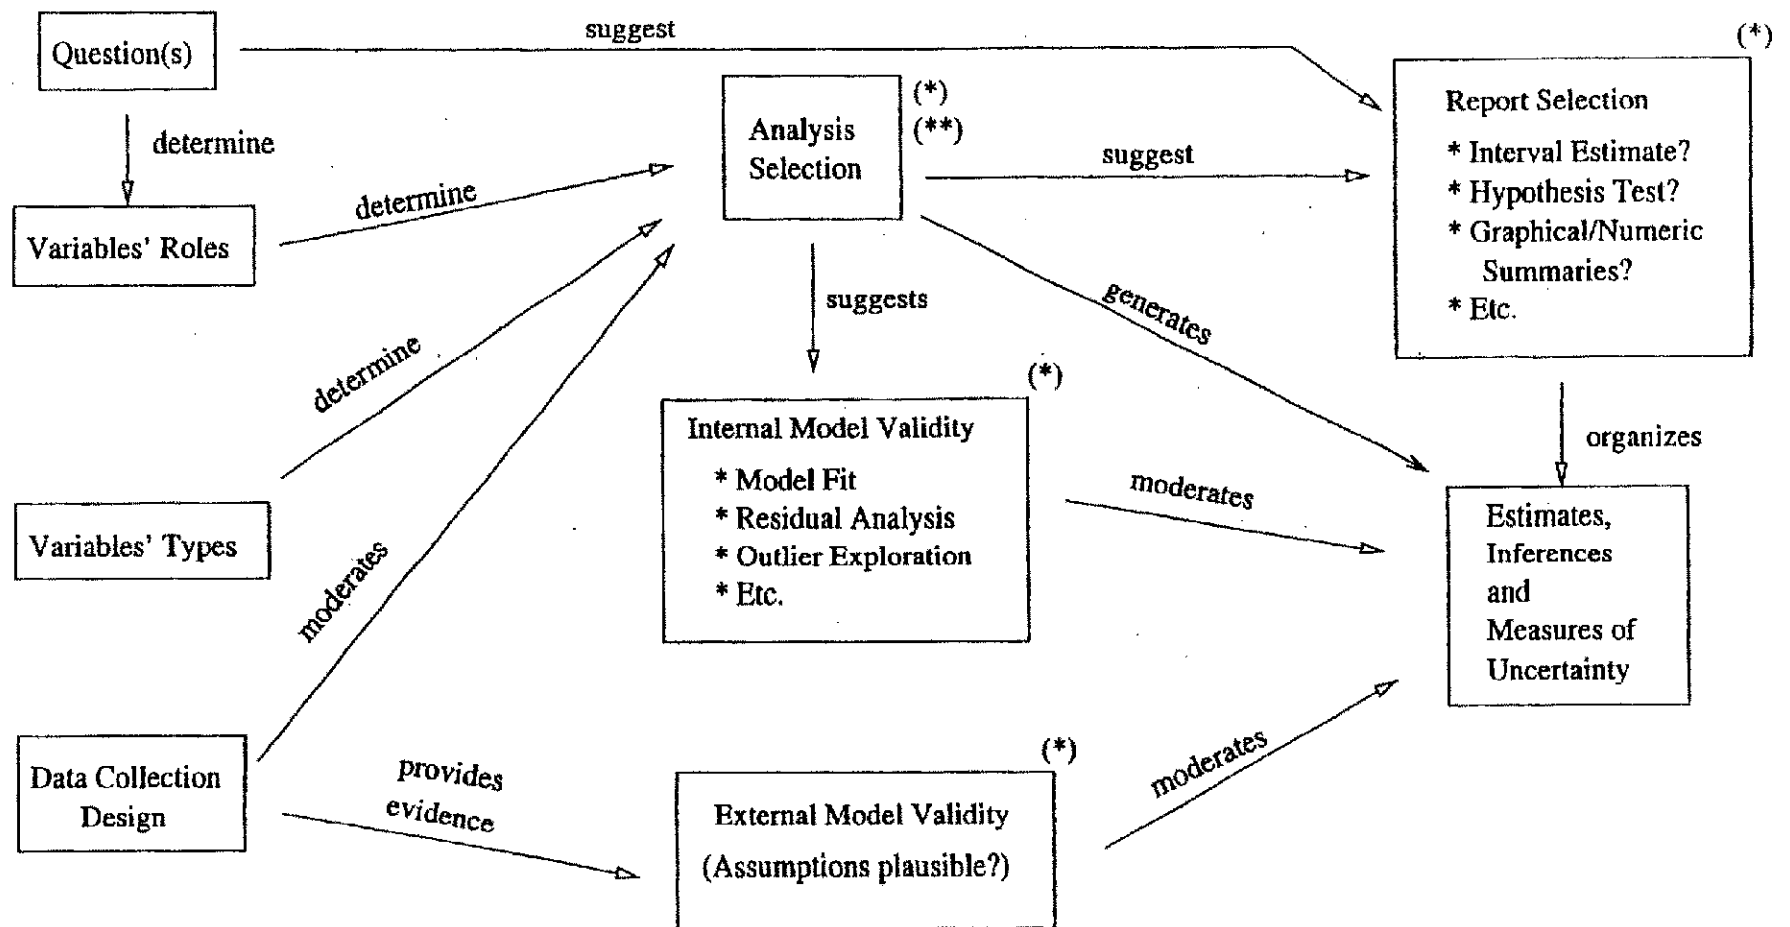 Question(s)
suggest
(*)
determine
Variables' Roles
determine
Analysis
Selection
(*)
(**)
suggest
Report Selection
* Interval Estimate?
* Hypothesis Test?
* Graphical/Numeric
Summaries?
* Etc.
suggests
generates
organizes
determine
Variables' Types
(*)
Internal Model Validity
* Model Fit
* Residual Analysis
* Outlier Exploration
* Etc.
moderates
Estimates,
Inferences
and
Measures of
Uncertainty
moderates
Data Collection
Design
provides
evidence
(*)
External Model Validity
(Assumptions plausible?)
moderates